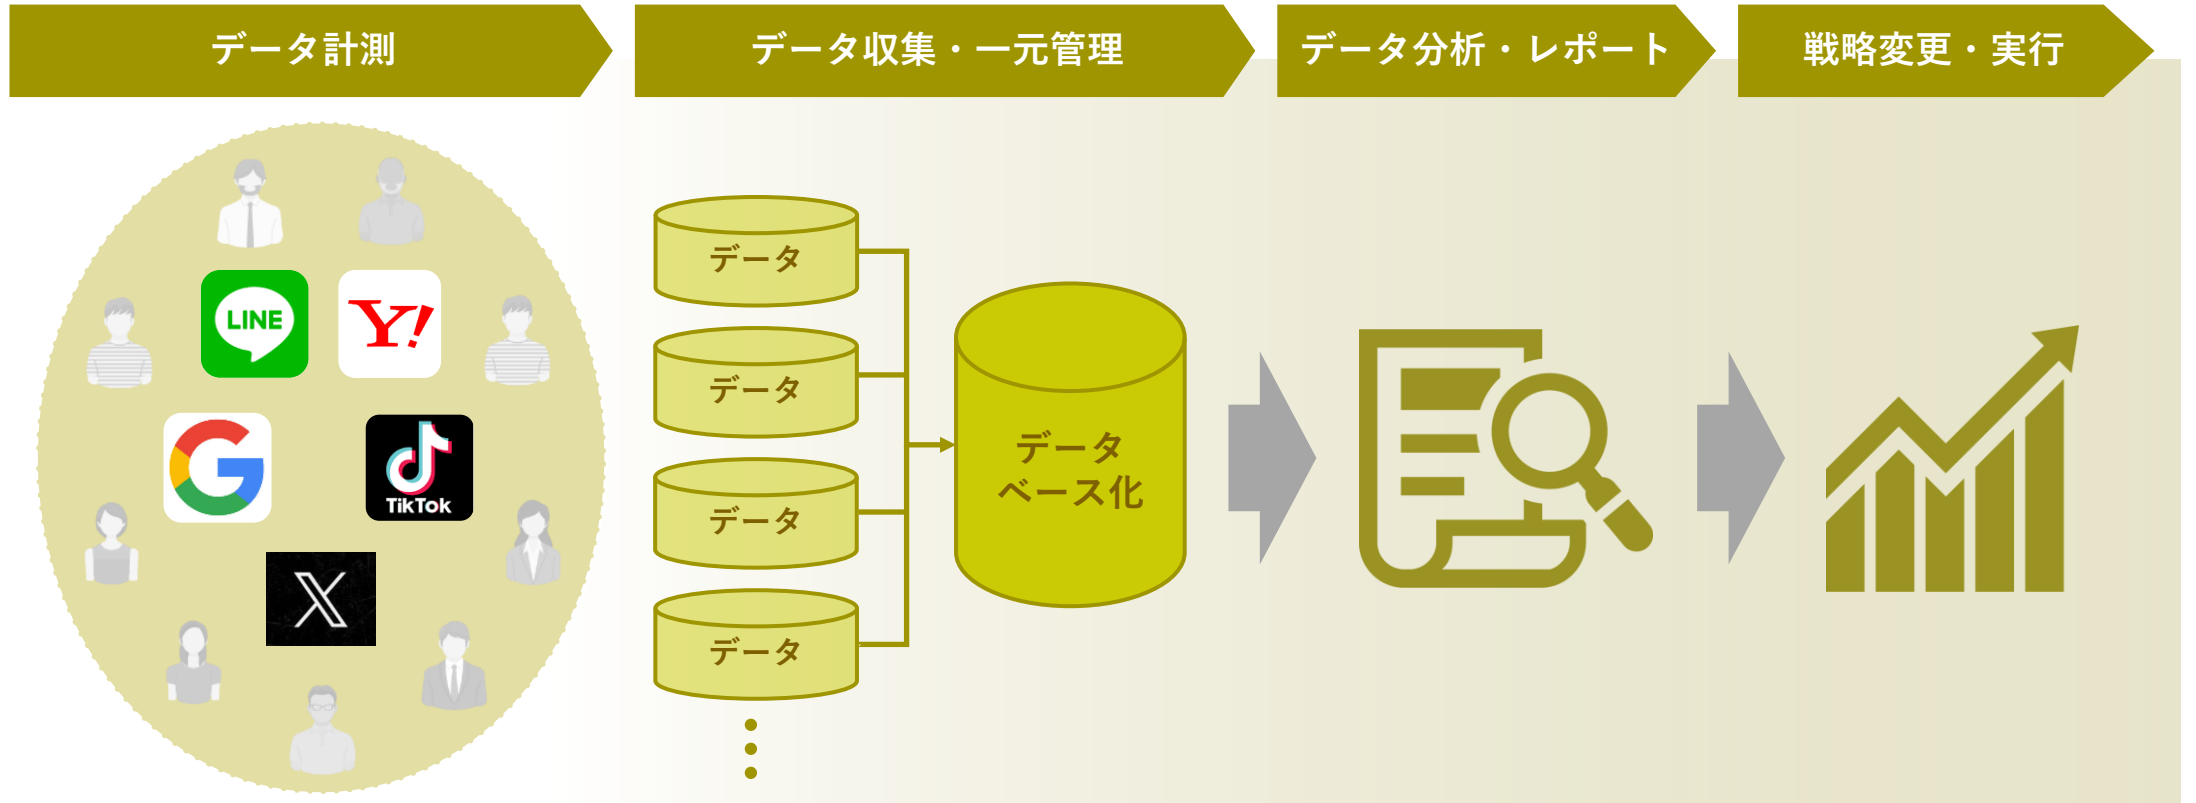 データ計測
データ収集・一元管理
データ分析・レポート
戦略変更・実行
LINE
Y!
G
TikTok
X
データ
データ
データ
データ
データ
ベース化